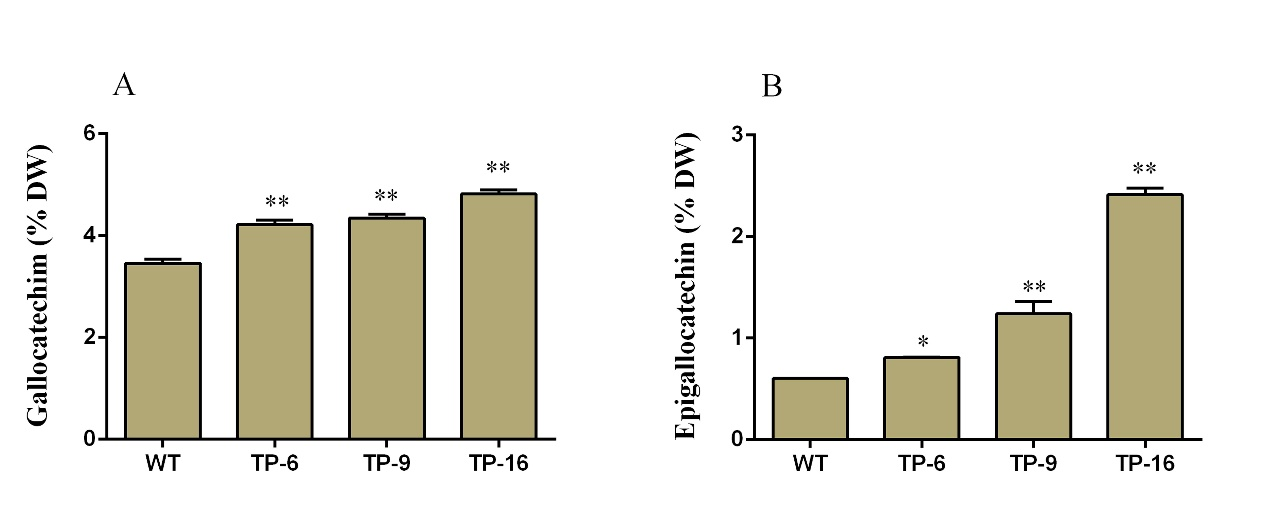 A
Gallocatechim (% DW)
6
4
2
0
**
**
**
WT TP-6 TP-9 TP-16
B
Epigallocatechin (% DW)
3
2
1
0
*
**
**
WT TP-6 TP-9 TP-16